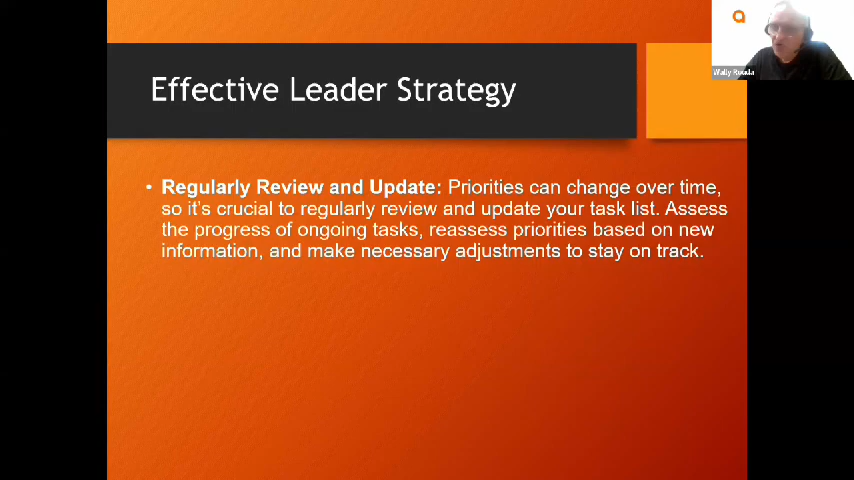 Effective Leader Strategy
Wally Rouda
• Regularly Review and Update: Priorities can change over time,
so it's crucial to regularly review and update your task list. Assess
the progress of ongoing tasks, reassess priorities based on new
information, and make necessary adjustments to stay on track.